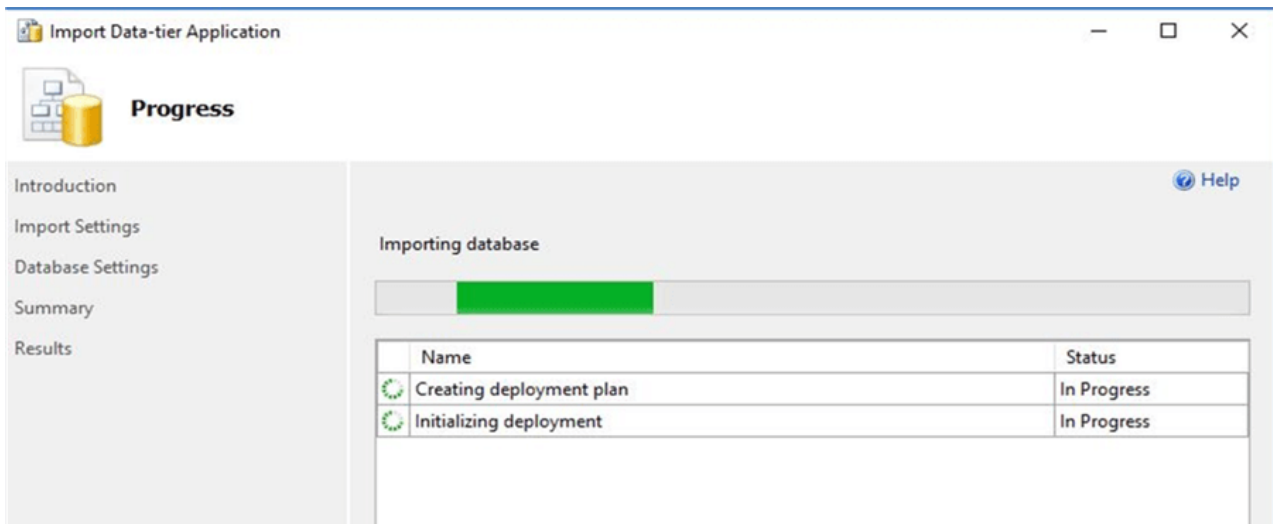 Import Data-tier Application
Progress
Introduction
Import Settings
Database Settings
Summary
Results
Help
Importing database
Name Status
Creating deployment plan In Progress
Initializing deployment In Progress